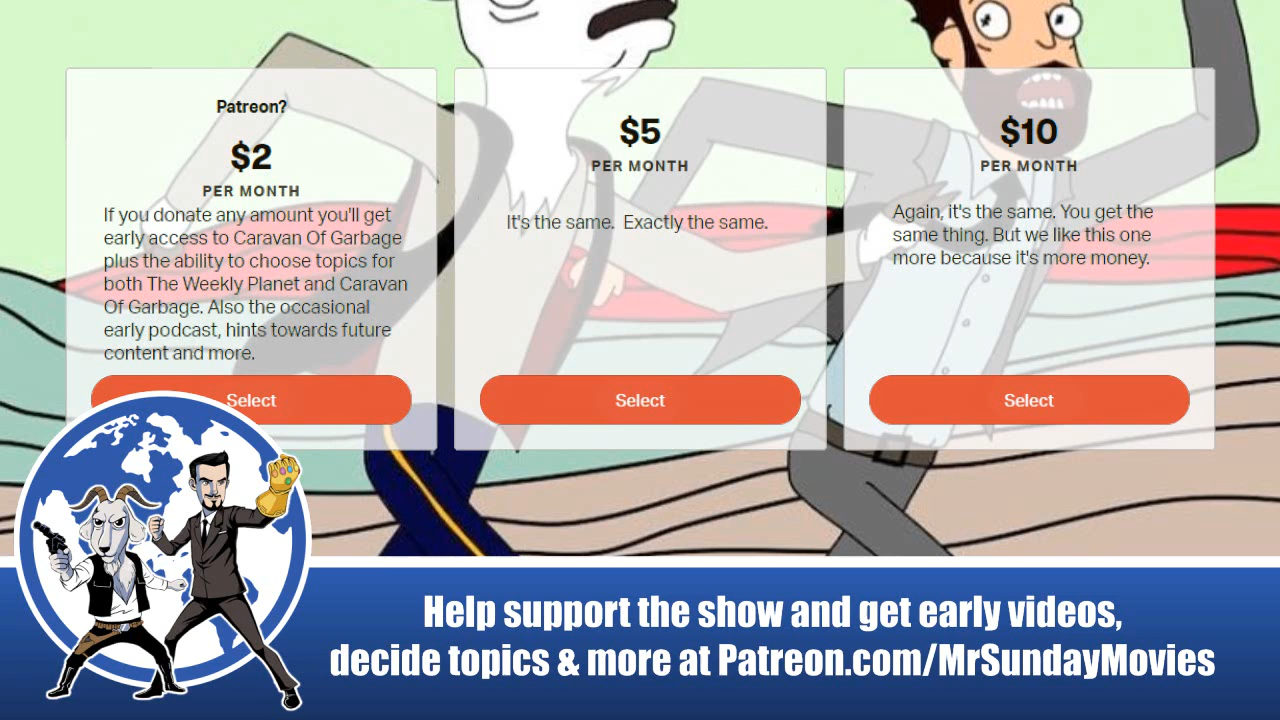 Patreon?
$2
PER MONTH
If you donate any amount you'll get
early access to Caravan Of Garbage
plus the ability to choose topics for
both The Weekly Planet and Caravan
Of Garbage. Also the occasional
early podcast, hints towards future
content and more.
Select
$5
PER MONTH
It's the same.  Exactly the same.
Select
$10
PER MONTH
Again, it's the same. You get the
same thing. But we like this one
more because it's more money.
Select
Help support the show and get early videos,
decide topics & more at Patreon.com/MrSundayMovies